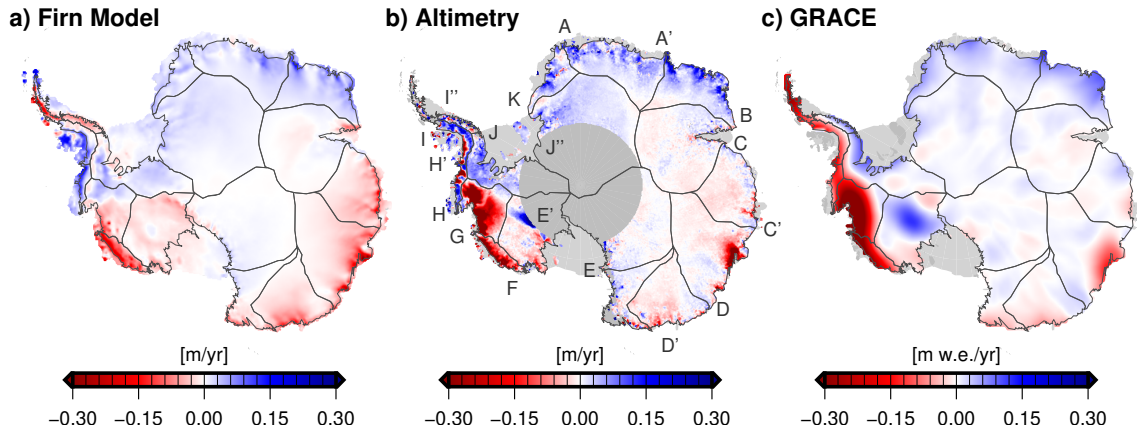 a) Firn Model
b) Altimetry
c) GRACE
A
A'
I''
K
B
I
J
C
H'
J''
H
E'
G
C'
E
F
D
D'
[m/yr]
[m/yr]
[m w.e./yr]
−0.30 −0.15 0.00 0.15 0.30
−0.30 −0.15 0.00 0.15 0.30
−0.30 −0.15 0.00 0.15 0.30